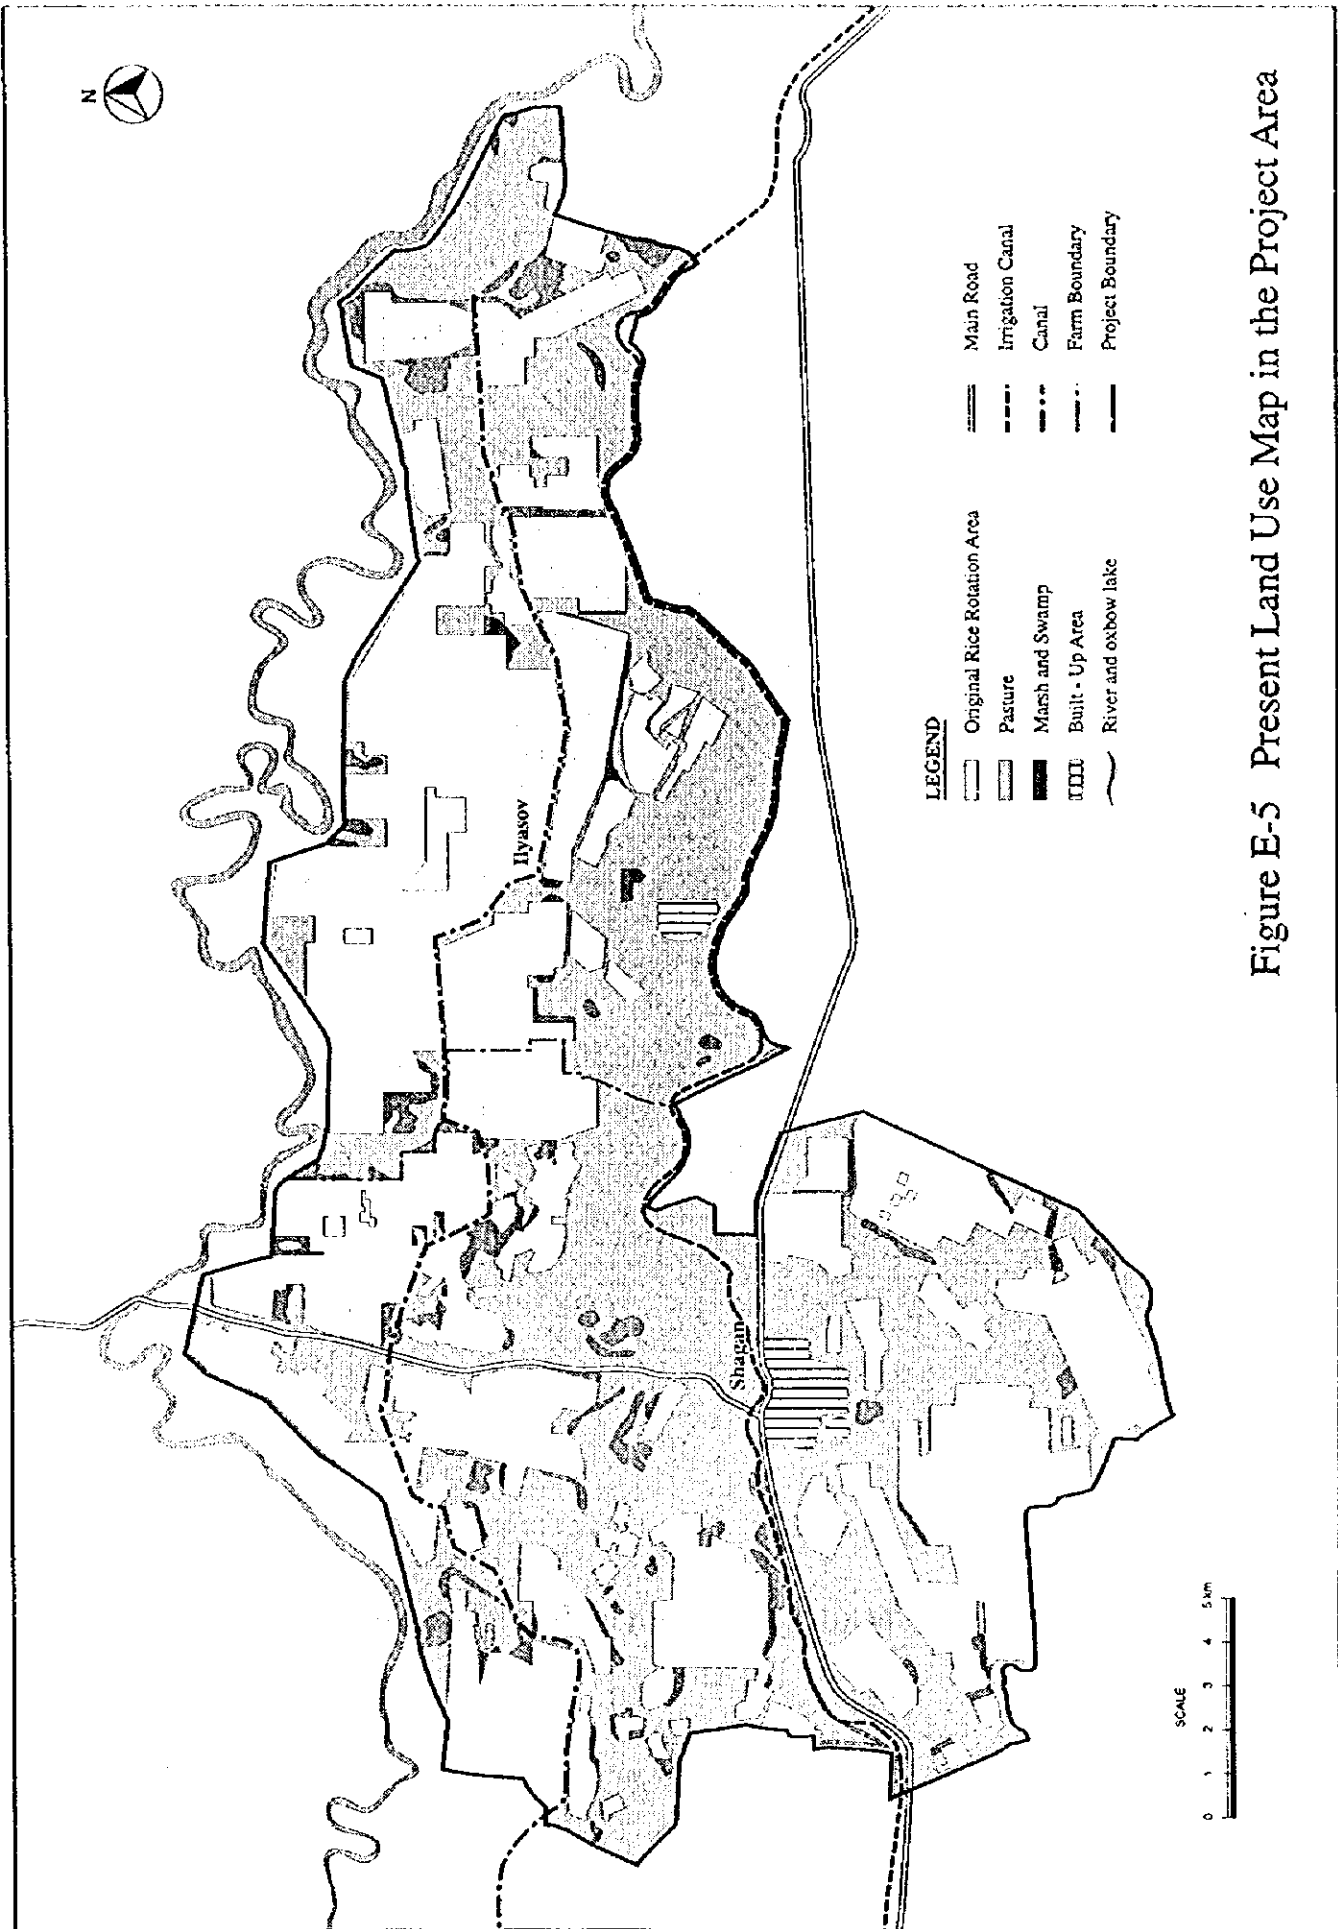 N
Ilyasov
Shagan
LEGEND
Original Rice Rotation Area
Pasture
Marsh and Swamp
Built - Up Area
River and oxbow lake
Main Road
Irrigation Canal
Canal
Farm Boundary
Project Boundary
SCALE
0 1 2 3 4 5 km
Figure E-5 Present Land Use Map in the Project Area